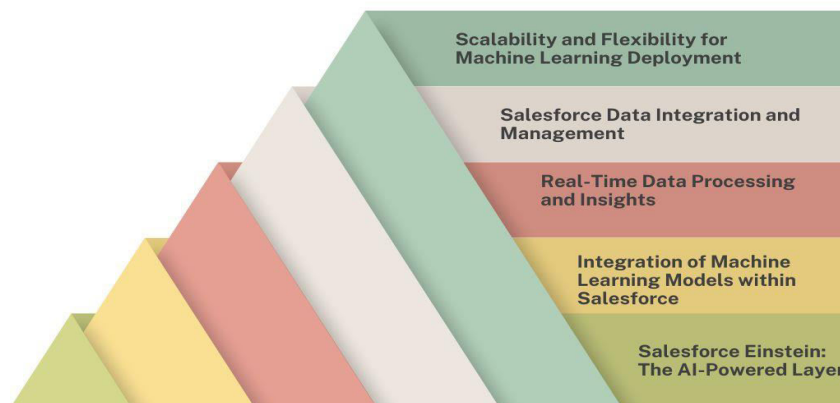 Scalability and Flexibility for
Machine Learning Deployment
Salesforce Data Integration and
Management
Real-Time Data Processing
and Insights
Integration of Machine
Learning Models within
Salesforce
Salesforce Einstein:
The AI-Powered Layer